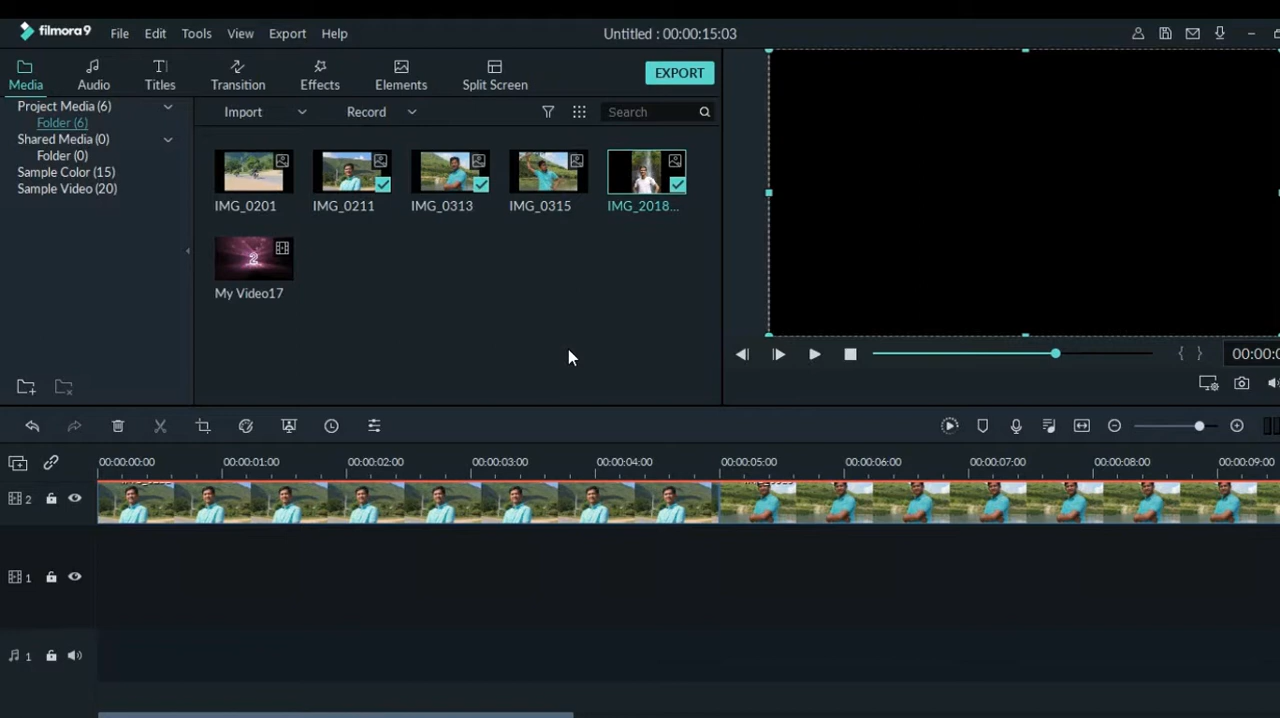 filmora9 File Edit Tools View Export Help Untitled : 00:00:15:03
Media Audio Titles Transition Effects Elements Split Screen EXPORT
Project Media (6)
Folder (6)
Shared Media (0)
Folder (0)
Sample Color (15)
Sample Video (20)
Import Record Search
IMG_0201 IMG_0211 IMG_0313 IMG_0315 IMG_2018...
2
My Video17
00:00:0
00:00:00:00 00:00:01:00 00:00:02:00 00:00:03:00 00:00:04:00 00:00:05:00 00:00:06:00 00:00:07:00 00:00:08:00 00:00:09:00
2
1
1